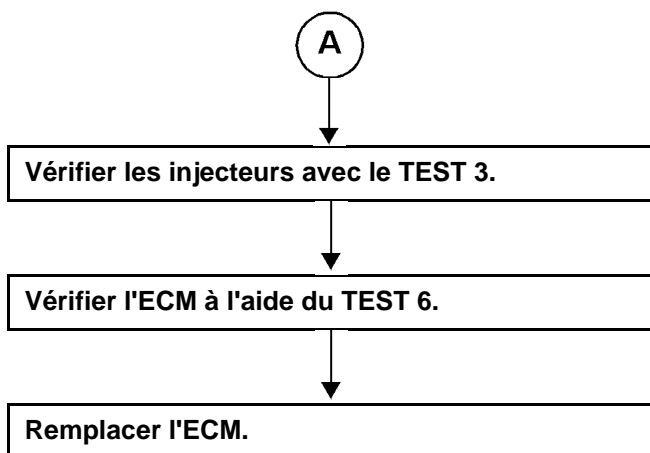 A
Vérifier les injecteurs avec le TEST 3.
Vérifier l'ECM à l'aide du TEST 6.
Remplacer l'ECM.